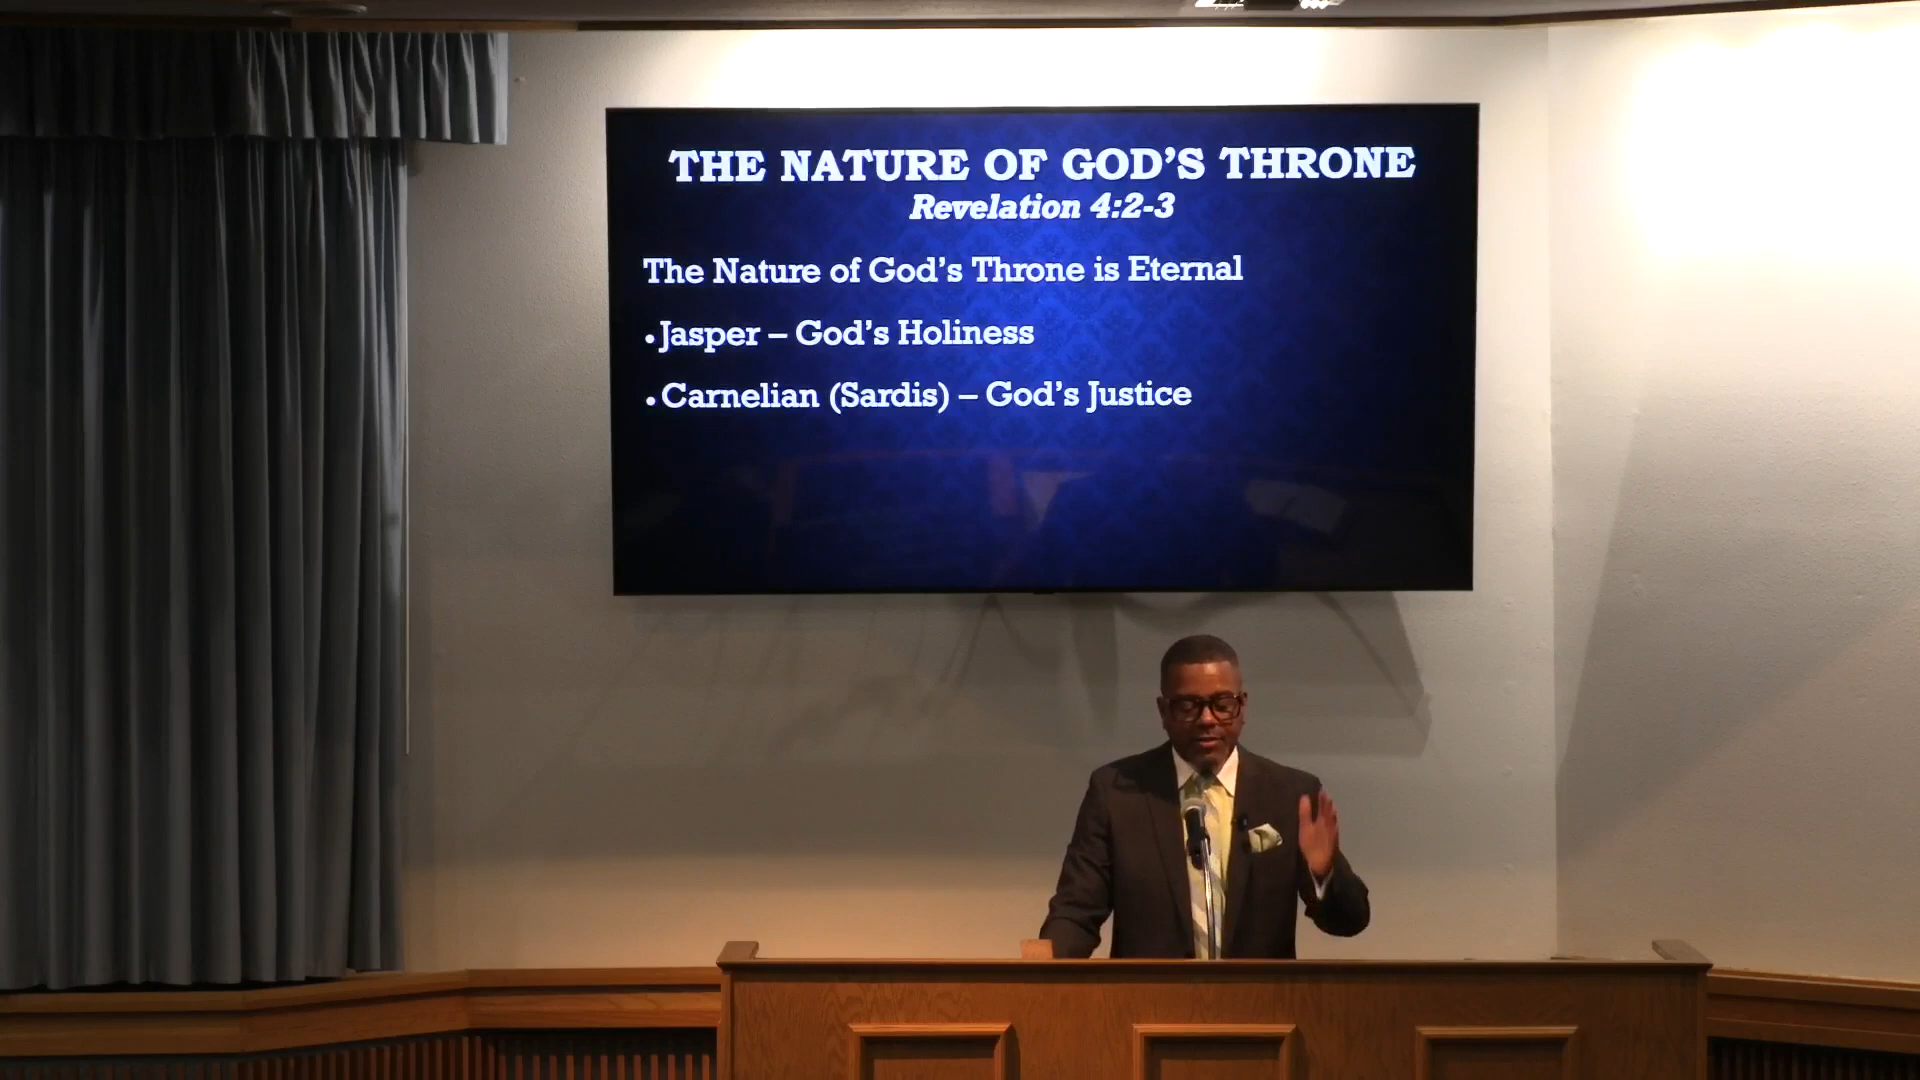 THE NATURE OF GOD’S THRONE
Revelation 4:2-3
The Nature of God’s Throne is Eternal
• Jasper – God’s Holiness
• Carnelian (Sardis) – God’s Justice